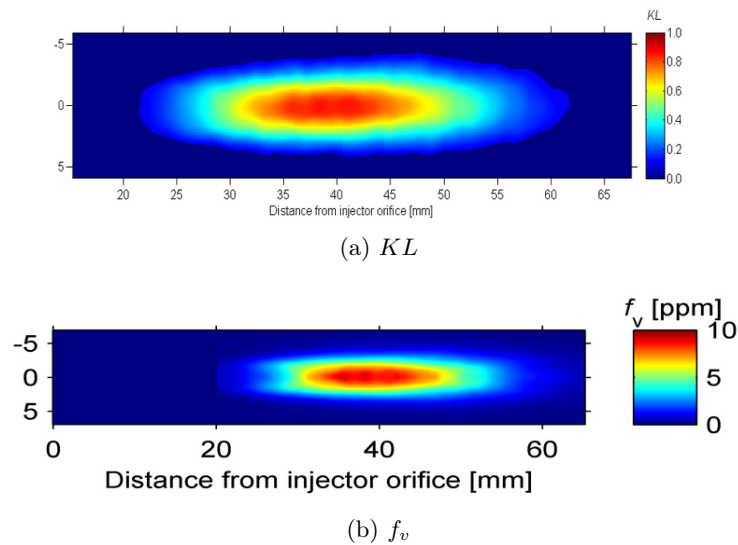 KL
1.0
-5
0.8
0.6
0
0.4
0.2
5
0.0
20 25 30 35 40 45 50 55 60 65
Distance from injector orifice [mm]
(a) KL
f_v [ppm]
-5 10
0 5
5 0
0 20 40 60
Distance from injector orifice [mm]
(b) f_v